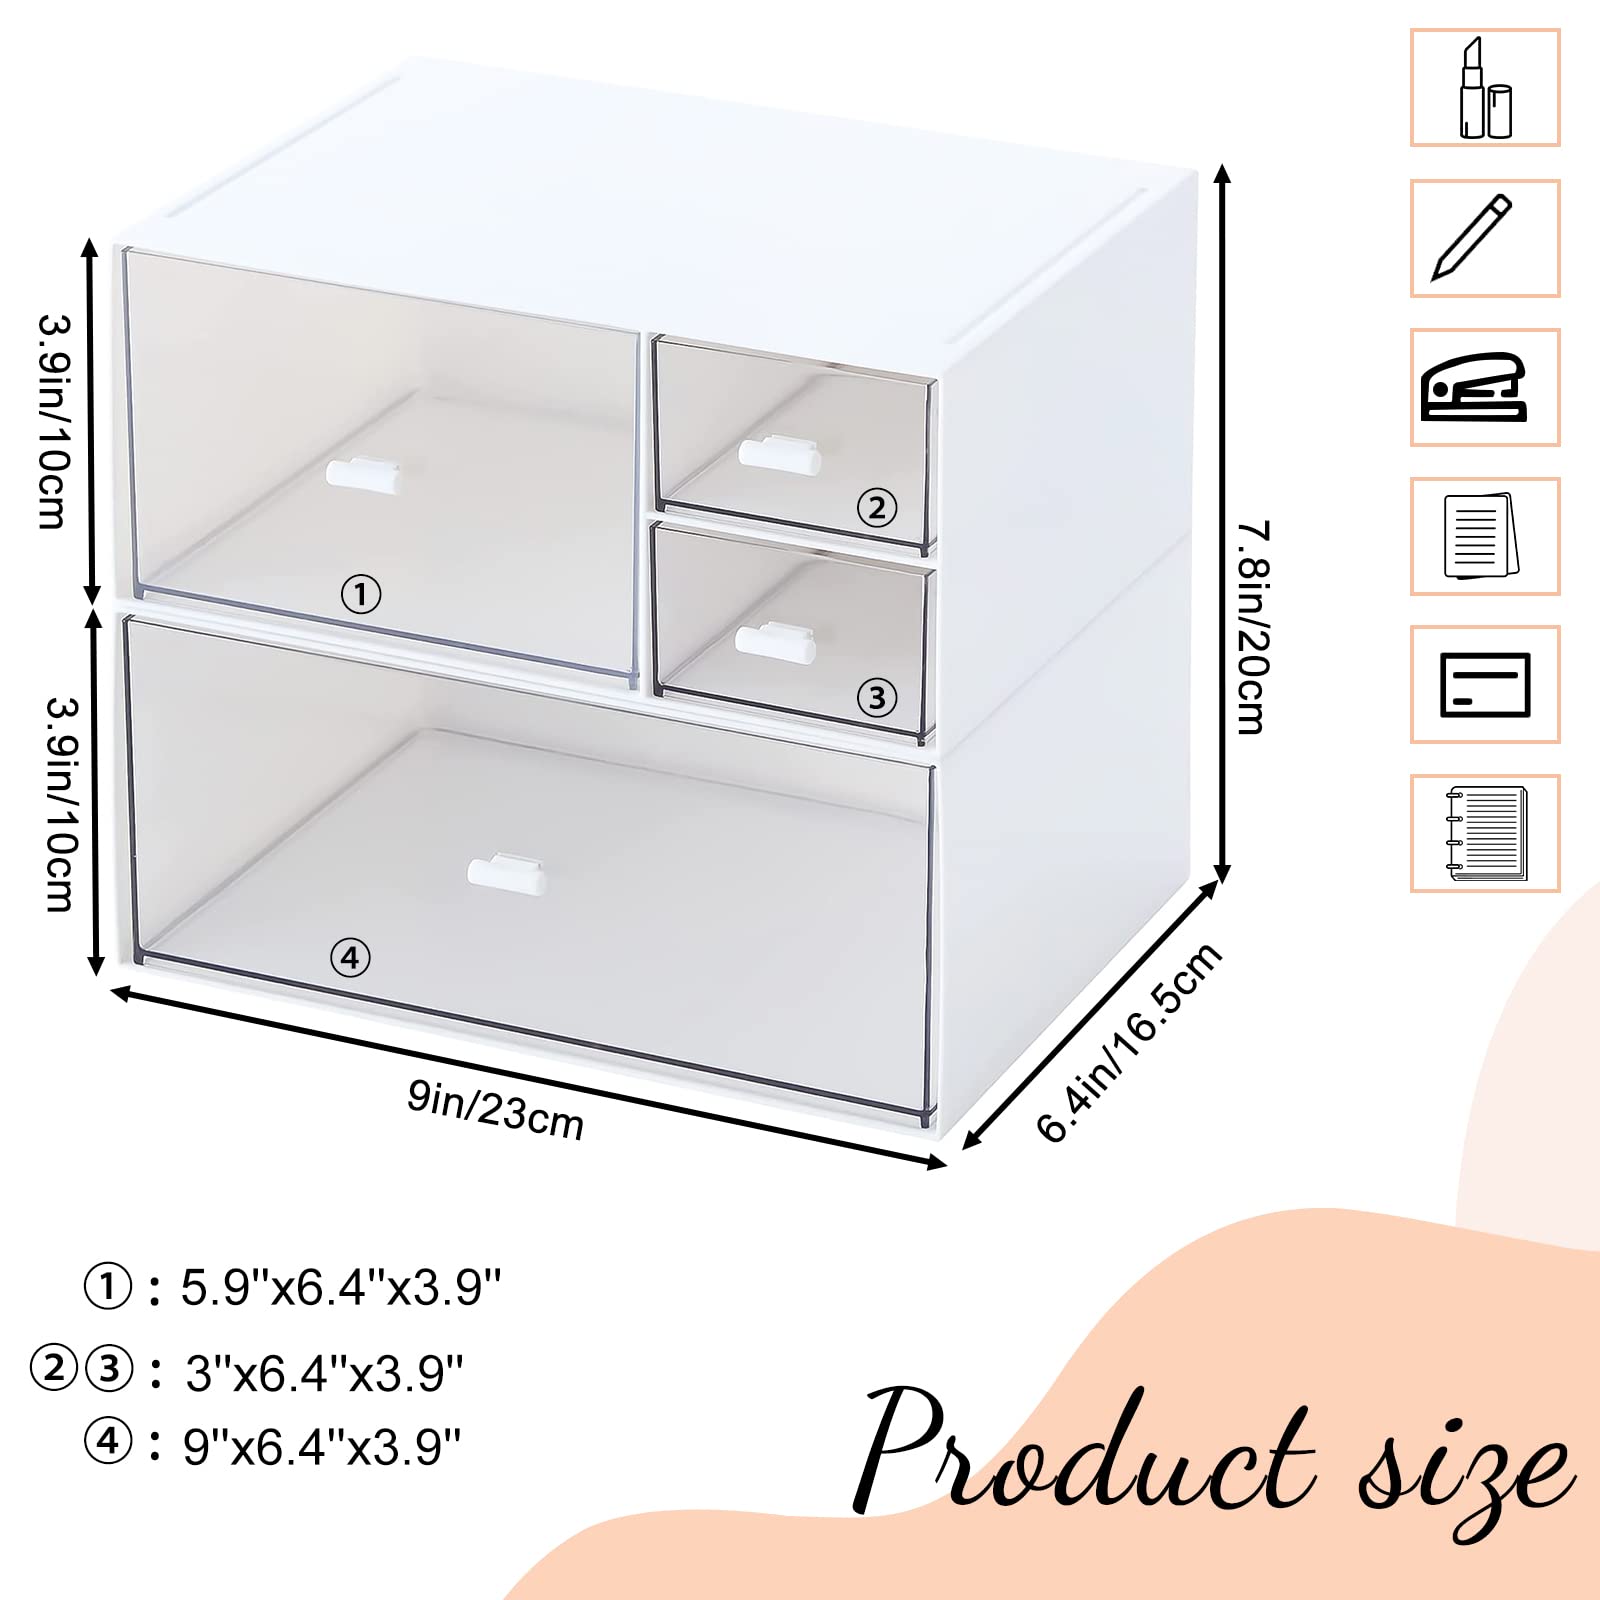 3.9in/10cm
①
②
③
3.9in/10cm
④
7.8in/20cm
9in/23cm
6.4in/16.5cm
①: 5.9"x6.4"x3.9"
②③: 3"x6.4"x3.9"
④: 9"x6.4"x3.9"
Product size